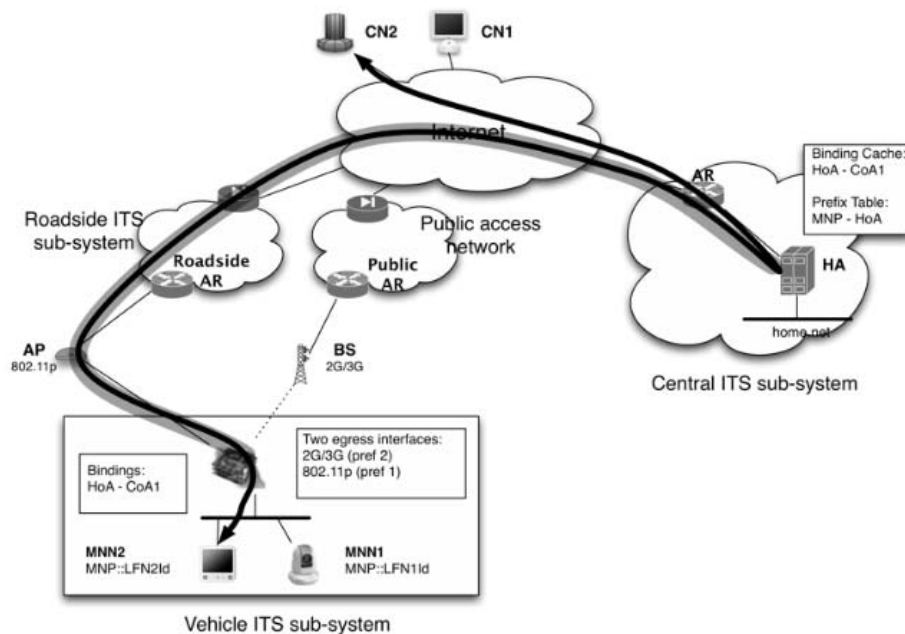 CN2
CN1
Internet
Binding Cache:
HoA - CoA1
Prefix Table:
MNP - HoA
AR
Roadside ITS
sub-system
Public access
network
Roadside
AR
Public
AR
HA
home net
AP
802.11p
BS
2G/3G
Central ITS sub-system
Bindings:
HoA - CoA1
Two egress interfaces:
2G/3G (pref 2)
802.11p (pref 1)
MNN2
MNP::LFN2Id
MNN1
MNP::LFN1Id
Vehicle ITS sub-system